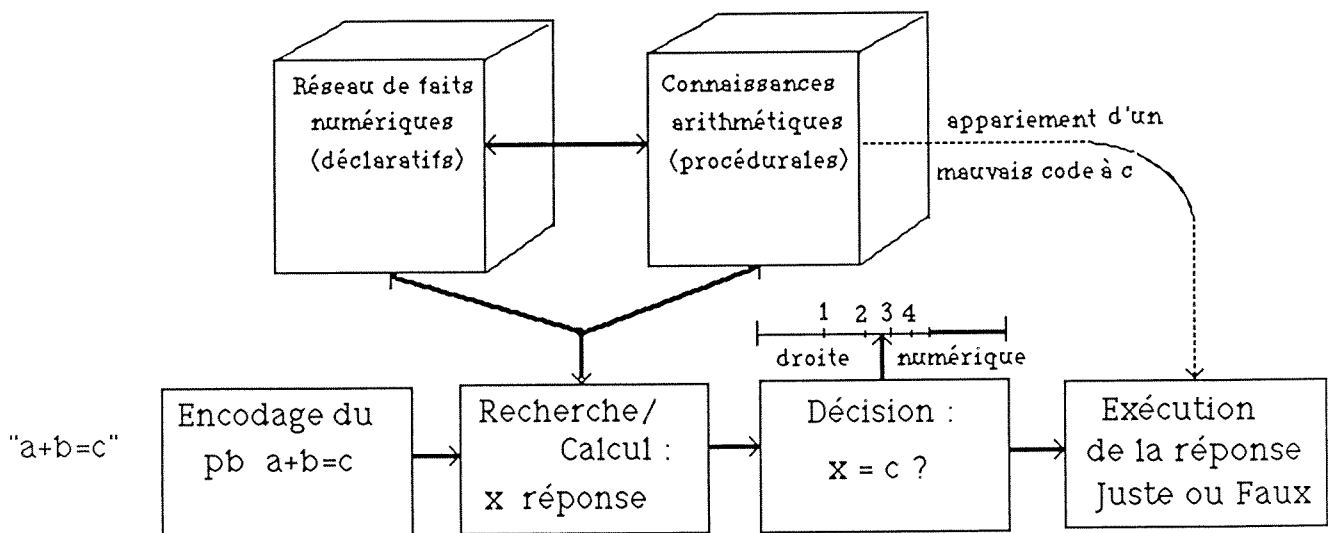 Réseau de faits
numériques
(déclaratifs)
Connaissances
arithmétiques
(procédurales)
appariement d'un
mauvais code à c
1 2 3 4
droite numérique
"a+b=c"
Encodage du
pb a+b=c
Recherche/
Calcul :
x réponse
Décision :
x = c ?
Exécution
de la réponse
Juste ou Faux